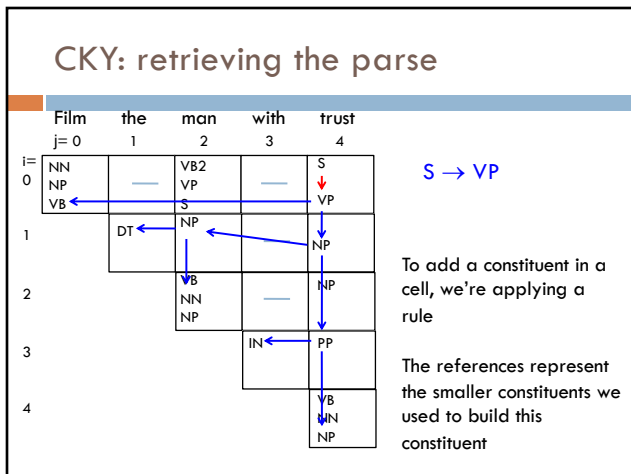 CKY: retrieving the parse
Film the man with trust
j= 0 1 2 3 4
i=
0
NN
NP
VB
VB2
VP
S
S
VP
S → VP
1
DT
NP
NP
2
VB
NN
NP
NP
3
IN
PP
4
VB
NN
NP
To add a constituent in a
cell, we’re applying a
rule
The references represent
the smaller constituents we
used to build this
constituent